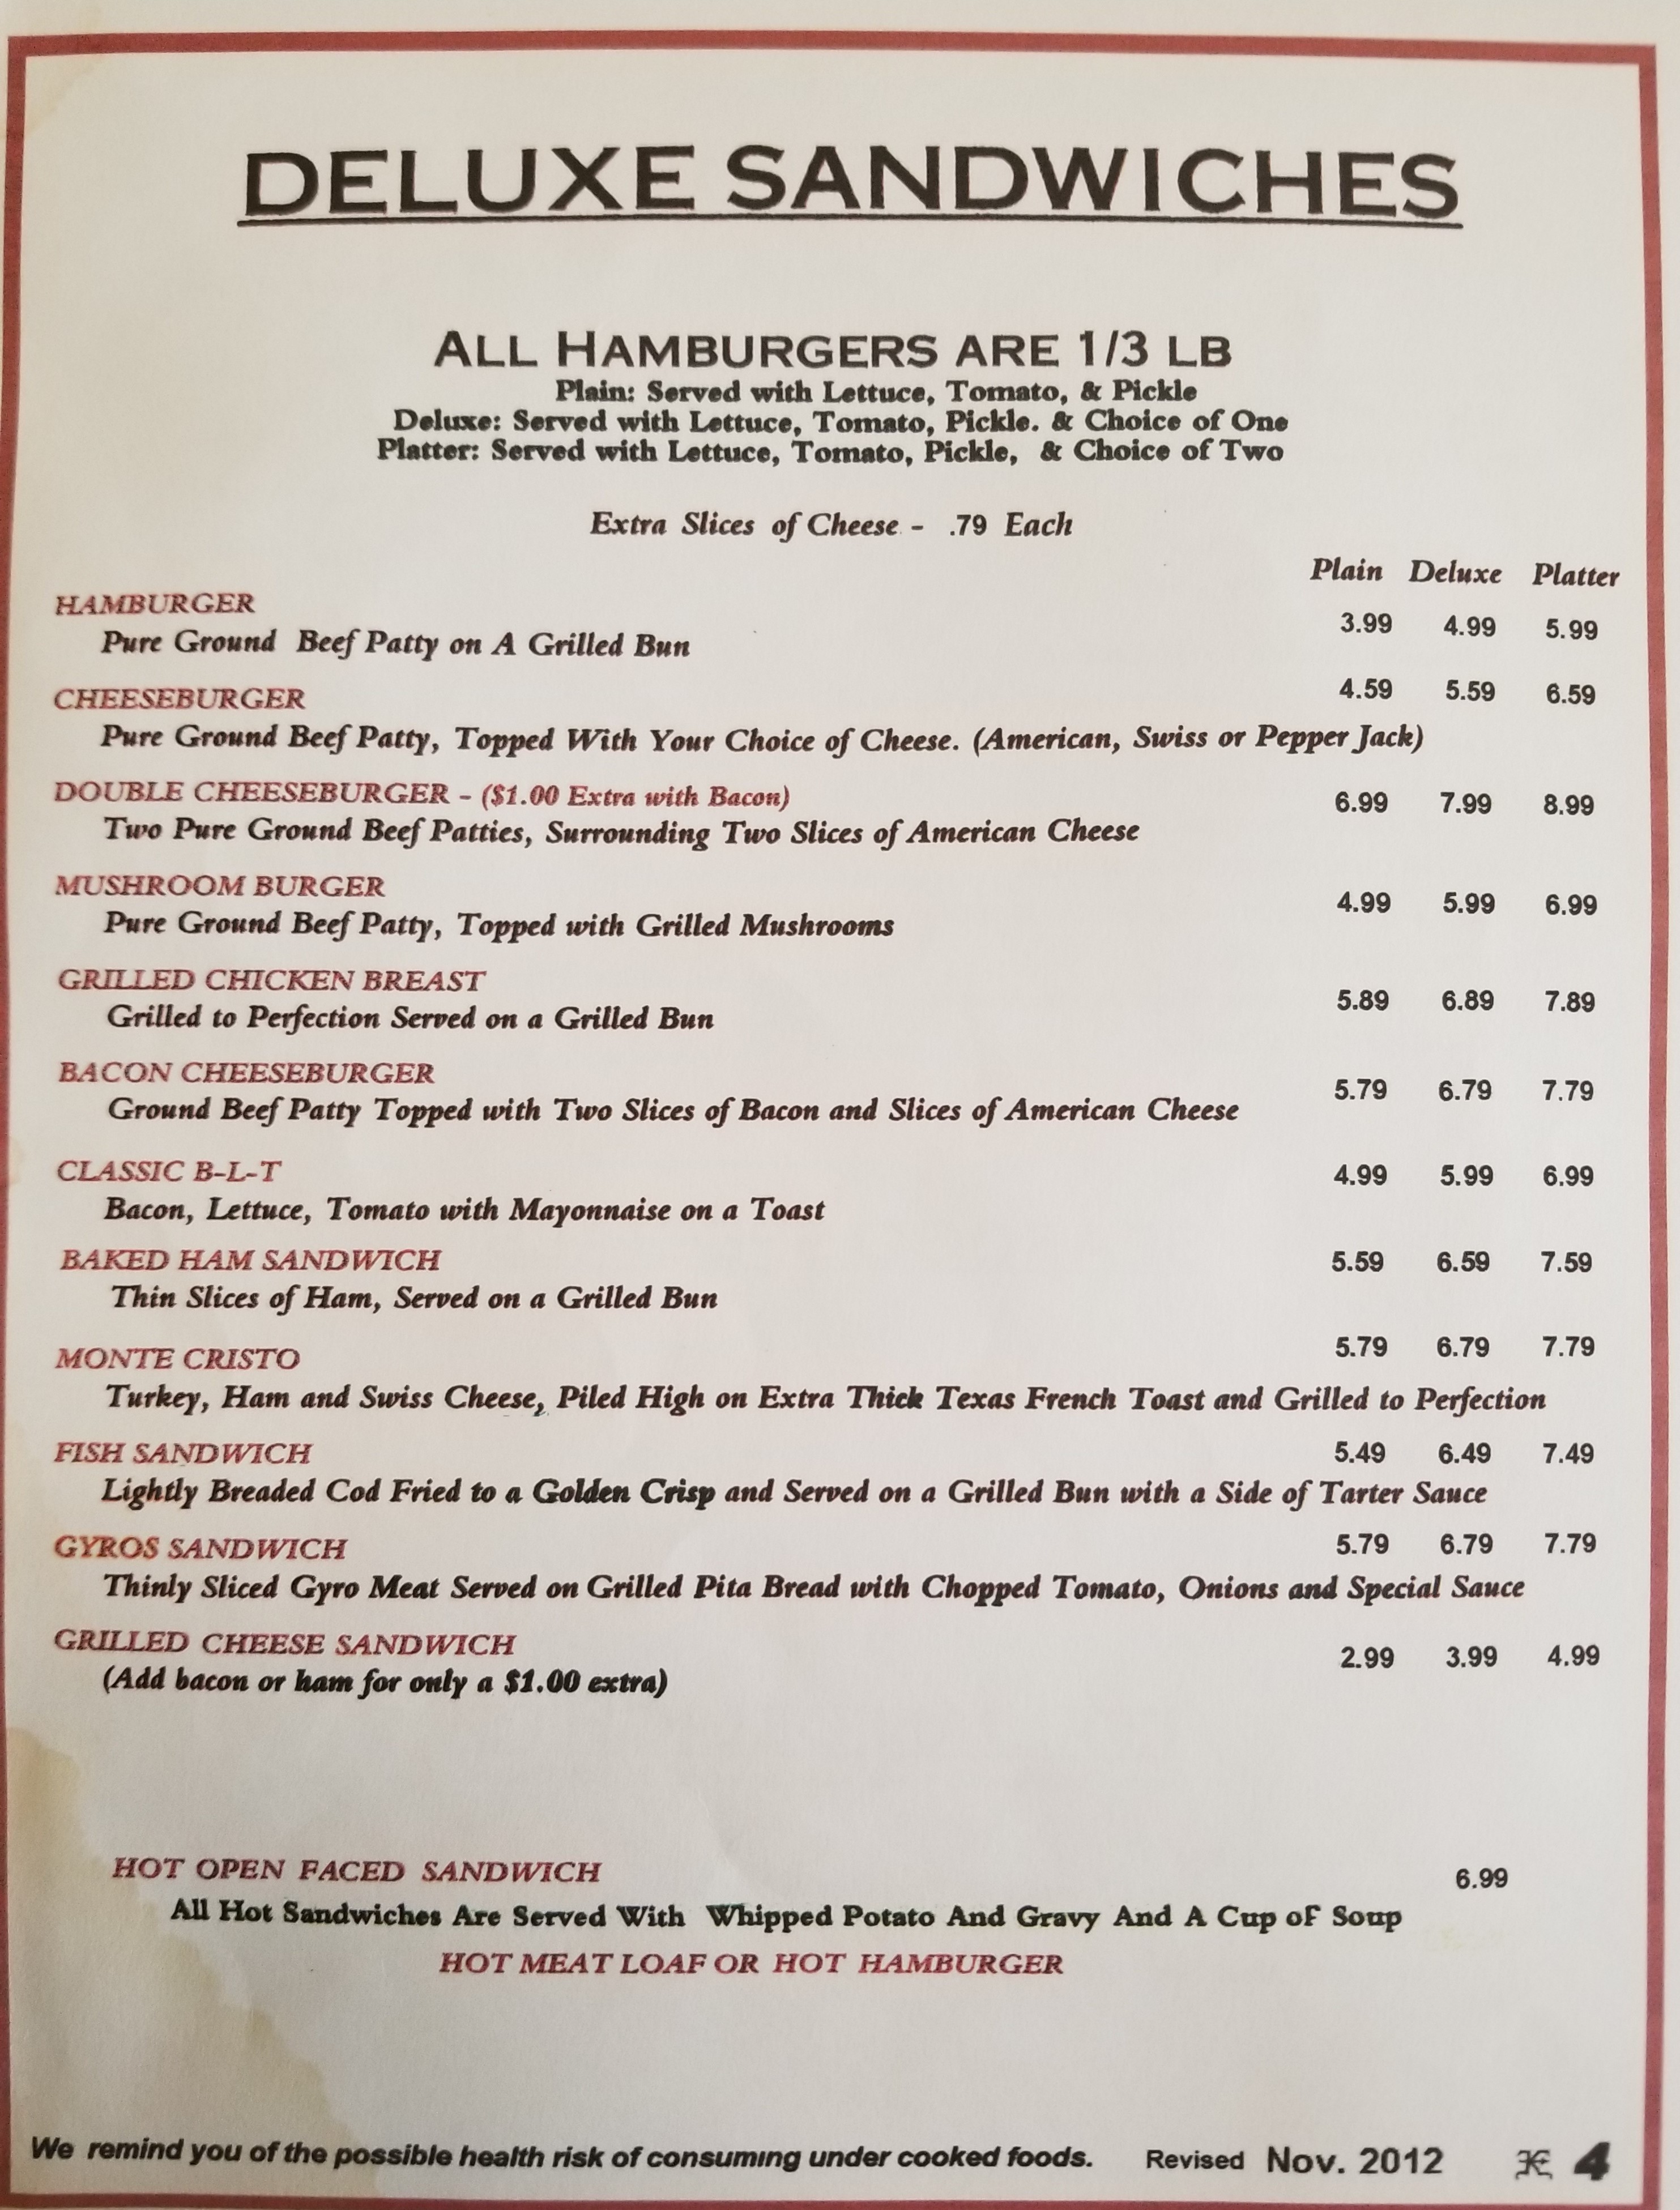 DELUXE SANDWICHES
ALL HAMBURGERS ARE 1/3 LB
Plain: Served with Lettuce, Tomato, & Pickle
Deluxe: Served with Lettuce, Tomato, Pickle. & Choice of One
Platter: Served with Lettuce, Tomato, Pickle, & Choice of Two
Extra Slices of Cheese - .79 Each
Plain Deluxe Platter
HAMBURGER 3.99 4.99 5.99
Pure Ground Beef Patty on A Grilled Bun
CHEESEBURGER 4.59 5.59 6.59
Pure Ground Beef Patty, Topped With Your Choice of Cheese. (American, Swiss or Pepper Jack)
DOUBLE CHEESEBURGER - ($1.00 Extra with Bacon) 6.99 7.99 8.99
Two Pure Ground Beef Patties, Surrounding Two Slices of American Cheese
MUSHROOM BURGER 4.99 5.99 6.99
Pure Ground Beef Patty, Topped with Grilled Mushrooms
GRILLED CHICKEN BREAST 5.89 6.89 7.89
Grilled to Perfection Served on a Grilled Bun
BACON CHEESEBURGER 5.79 6.79 7.79
Ground Beef Patty Topped with Two Slices of Bacon and Slices of American Cheese
CLASSIC B-L-T 4.99 5.99 6.99
Bacon, Lettuce, Tomato with Mayonnaise on a Toast
BAKED HAM SANDWICH 5.59 6.59 7.59
Thin Slices of Ham, Served on a Grilled Bun
MONTE CRISTO 5.79 6.79 7.79
Turkey, Ham and Swiss Cheese, Piled High on Extra Thick Texas French Toast and Grilled to Perfection
FISH SANDWICH 5.49 6.49 7.49
Lightly Breaded Cod Fried to a Golden Crisp and Served on a Grilled Bun with a Side of Tarter Sauce
GYROS SANDWICH 5.79 6.79 7.79
Thinly Sliced Gyro Meat Served on Grilled Pita Bread with Chopped Tomato, Onions and Special Sauce
GRILLED CHEESE SANDWICH 2.99 3.99 4.99
(Add bacon or ham for only a $1.00 extra)
HOT OPEN FACED SANDWICH 6.99
All Hot Sandwiches Are Served With Whipped Potato And Gravy And A Cup of Soup
HOT MEAT LOAF OR HOT HAMBURGER
We remind you of the possible health risk of consuming under cooked foods. Revised Nov. 2012 4